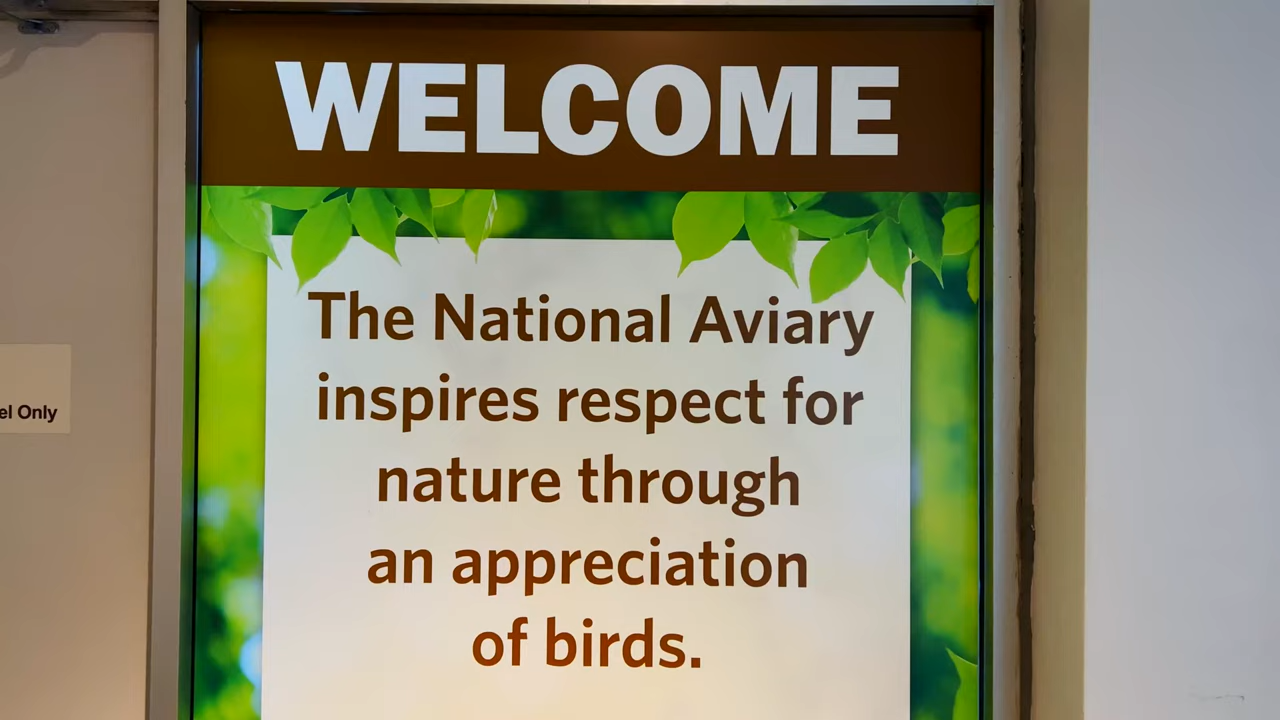 WELCOME
The National Aviary
inspires respect for
nature through
an appreciation
of birds.
el Only